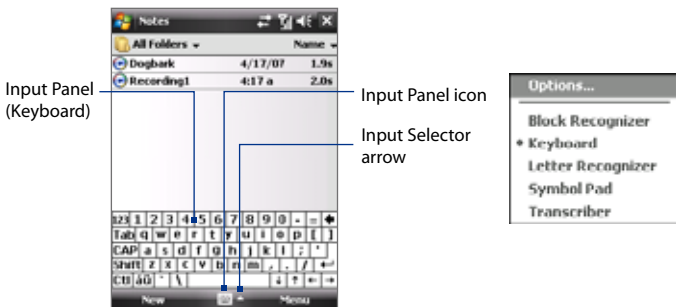 Notes
All Folders Name
Dogbark 4/17/07 1.9s
Recording1 4:17 a 2.0s
Input Panel
(Keyboard)
Input Panel icon
Input Selector
arrow
123 1 2 3 4 5 6 7 8 9 0 - =
Tab q w e r t y u i o p [ ]
CAP a s d f g h j k l ; '
Shift z x c v b n m , . /
Ctl áü ` \
New Menu
Options...
Block Recognizer
Keyboard
Letter Recognizer
Symbol Pad
Transcriber